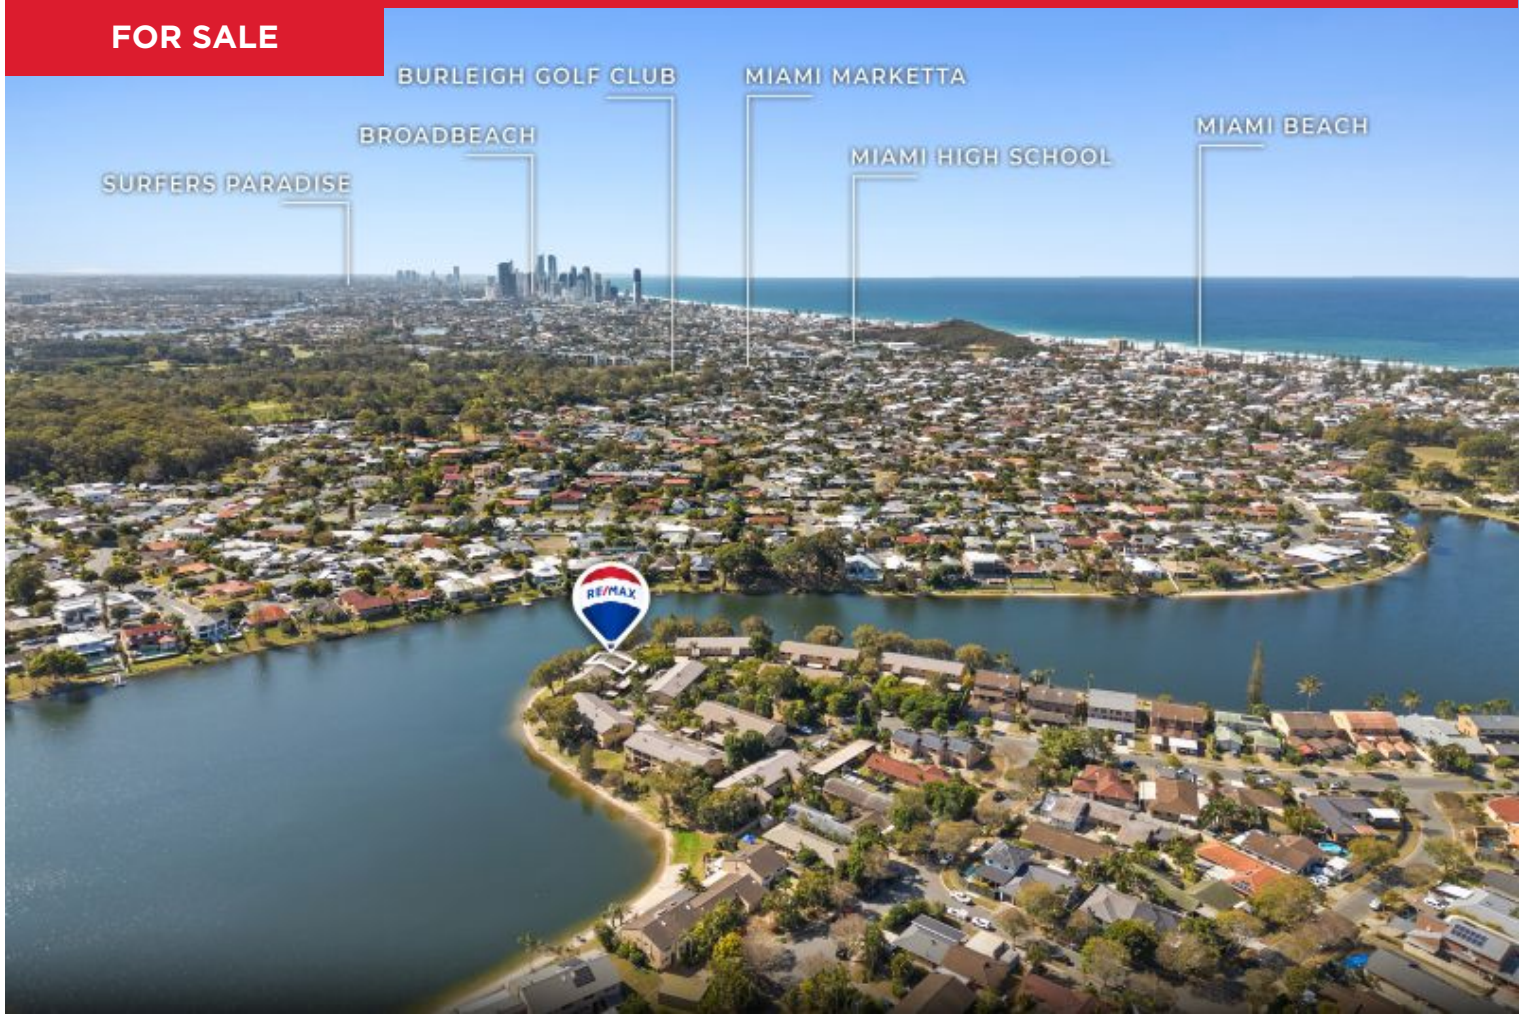 FOR SALE
BURLEIGH GOLF CLUB
MIAMI MARKETTA
BROADBEACH
MIAMI BEACH
MIAMI HIGH SCHOOL
SURFERS PARADISE
RE/MAX